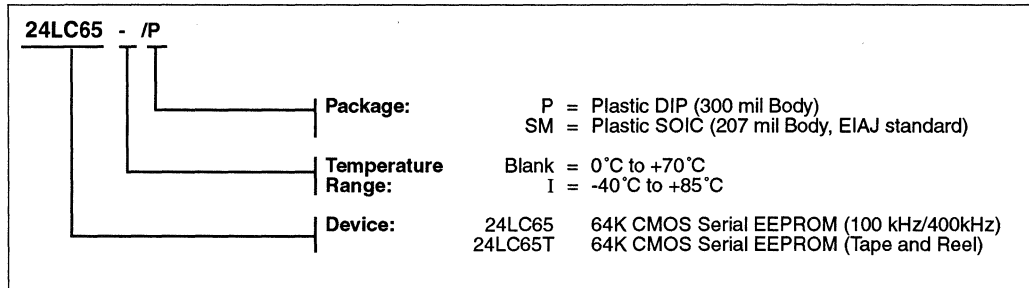 24LC65 - /P
Package: P = Plastic DIP (300 mil Body)
SM = Plastic SOIC (207 mil Body, EIAJ standard)
Temperature Blank = 0°C to +70°C
Range: I = -40°C to +85°C
Device: 24LC65 64K CMOS Serial EEPROM (100 kHz/400kHz)
24LC65T 64K CMOS Serial EEPROM (Tape and Reel)